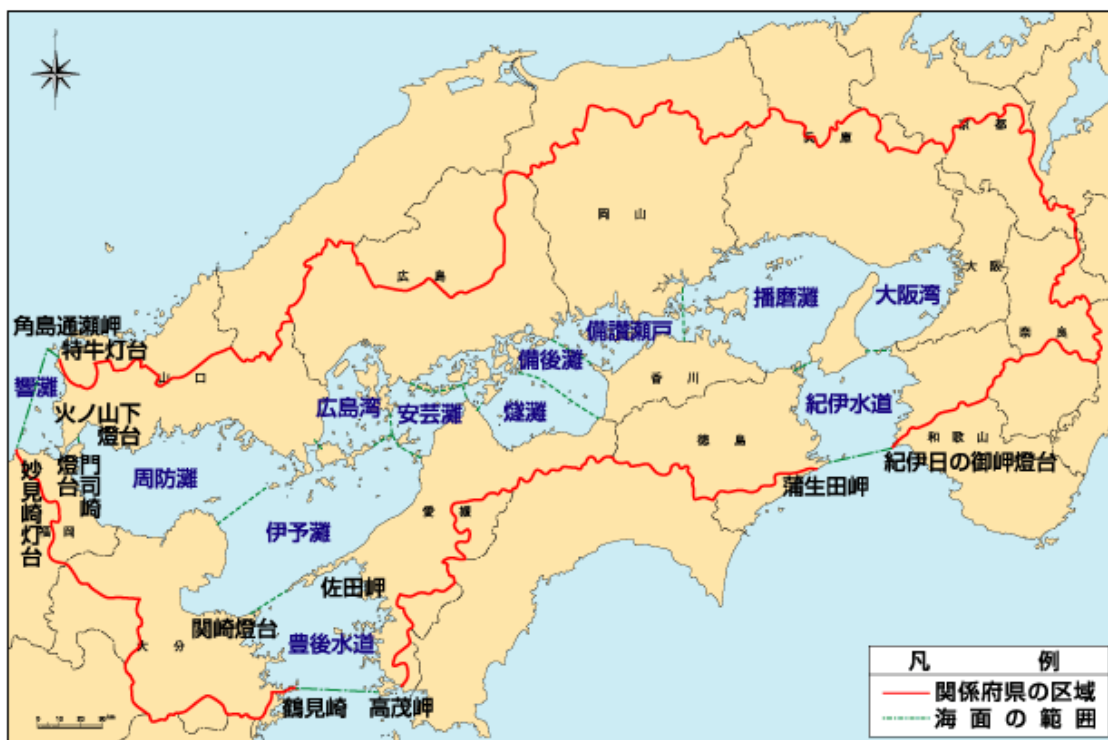 京都
兵庫
岡山
大阪
広島
播磨灘
大阪湾
備讃瀬戸
角島通瀬岬
特牛灯台
奈良
備後灘
山口
香川
響灘
広島湾
安芸灘
燧灘
紀伊水道
火ノ山下
燈台
徳島
和歌山
紀伊日の御岬燈台
門司崎
燈台
周防灘
妙見崎灯台
蒲生田岬
愛媛
福岡
伊予灘
佐田岬
関崎燈台
大分
豊後水道
鶴見崎
高茂岬
凡例
関係府県の区域
海面の範囲